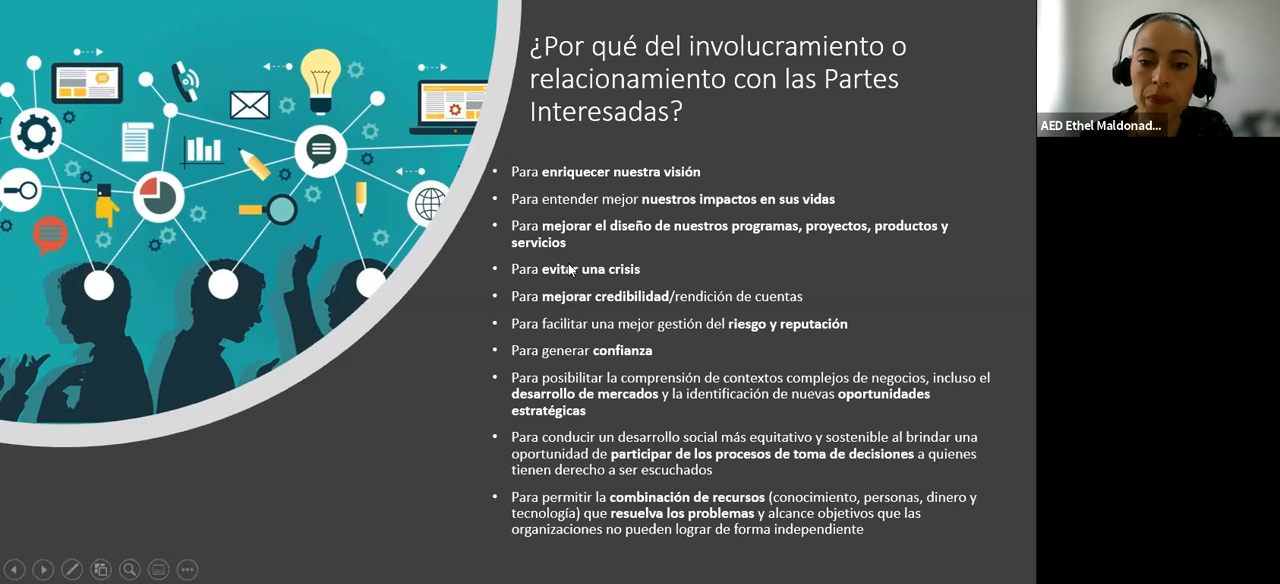 ¿Por qué del involucramiento o
relacionamiento con las Partes
Interesadas?
• Para enriquecer nuestra visión
• Para entender mejor nuestros impactos en sus vidas
• Para mejorar el diseño de nuestros programas, proyectos, productos y
servicios
• Para evitar una crisis
• Para mejorar credibilidad/rendición de cuentas
• Para facilitar una mejor gestión del riesgo y reputación
• Para generar confianza
• Para posibilitar la comprensión de contextos complejos de negocios, incluso el
desarrollo de mercados y la identificación de nuevas oportunidades
estratégicas
• Para conducir un desarrollo social más equitativo y sostenible al brindar una
oportunidad de participar de los procesos de toma de decisiones a quienes
tienen derecho a ser escuchados
• Para permitir la combinación de recursos (conocimiento, personas, dinero y
tecnología) que resuelva los problemas y alcance objetivos que las
organizaciones no pueden lograr de forma independiente
AED Ethel Maldonad...